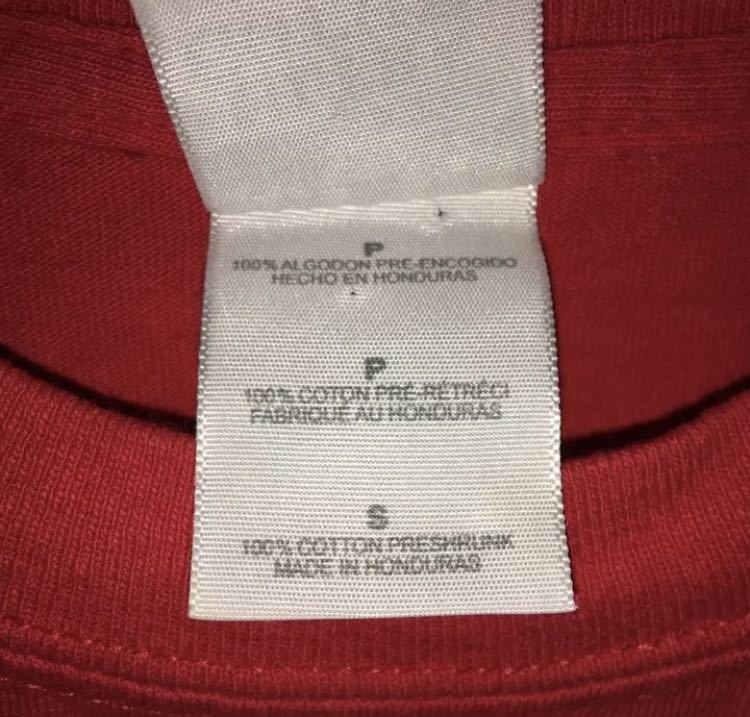 P
100% ALGODON PRE-ENCOGIDO
HECHO EN HONDURAS
P
100% COTON PRÉ-RÉTRÉCI
FABRIQUÉ AU HONDURAS
S
100% COTTON PRESHRUNK
MADE IN HONDURAS